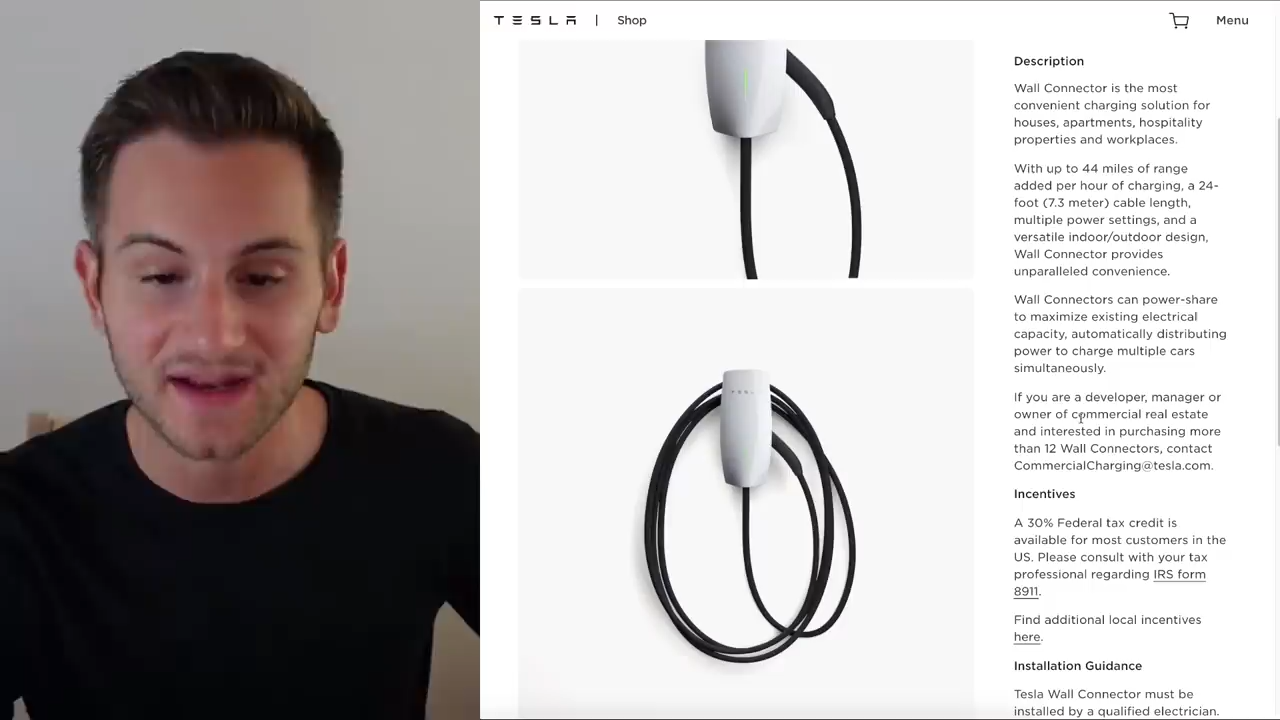 TESLA | Shop
Menu
Description
Wall Connector is the most
convenient charging solution for
houses, apartments, hospitality
properties and workplaces.
With up to 44 miles of range
added per hour of charging, a 24-
foot (7.3 meter) cable length,
multiple power settings, and a
versatile indoor/outdoor design,
Wall Connector provides
unparalleled convenience.
Wall Connectors can power-share
to maximize existing electrical
capacity, automatically distributing
power to charge multiple cars
simultaneously.
If you are a developer, manager or
owner of commercial real estate
and interested in purchasing more
than 12 Wall Connectors, contact
CommercialCharging@tesla.com.
Incentives
A 30% Federal tax credit is
available for most customers in the
US. Please consult with your tax
professional regarding IRS form
8911.
Find additional local incentives
here.
Installation Guidance
Tesla Wall Connector must be
installed by a qualified electrician.
TESLA